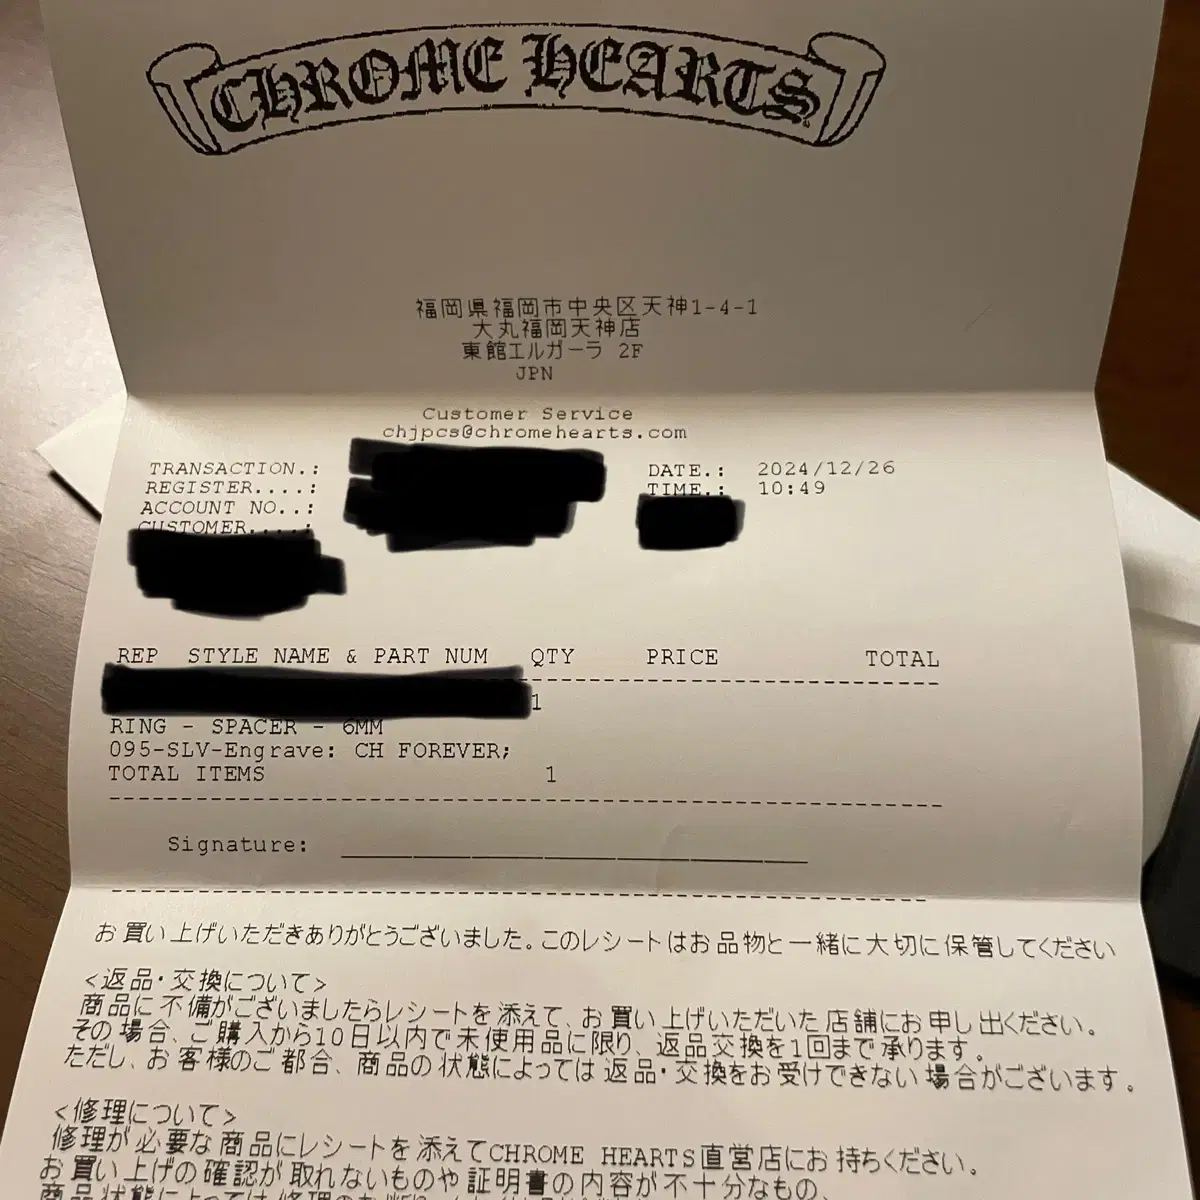 CHROME HEARTS
福岡県福岡市中央区天神1-4-1
大丸福岡天神店
東館エルガーラ 2F
JPN
Customer Service
chjpcs@chromehearts.com
TRANSACTION.: DATE.: 2024/12/26
REGISTER....: TIME.: 10:49
ACCOUNT NO..:
CUSTOMER....:
REP STYLE NAME & PART NUM QTY PRICE TOTAL
1
RING - SPACER - 6MM
095-SLV-Engrave: CH FOREVER;
TOTAL ITEMS 1
Signature:
お買い上げいただきありがとうございました。このレシートはお品物と一緒に大切に保管してください
<返品・交換について>
商品に不備がございましたらレシートを添えて、お買い上げいただいた店舗にお申し出ください。
その場合、ご購入から10日以内で未使用品に限り、返品交換を1回まで承ります。
ただし、お客様のご都合、商品の状態によっては返品・交換をお受けできない場合がございます。
<修理について>
修理が必要な商品にレシートを添えてCHROME HEARTS直営店にお持ちください。
お買い上げの確認が取れないものや証明書の内容が不十分なもの、
商品状態によっては修理のお